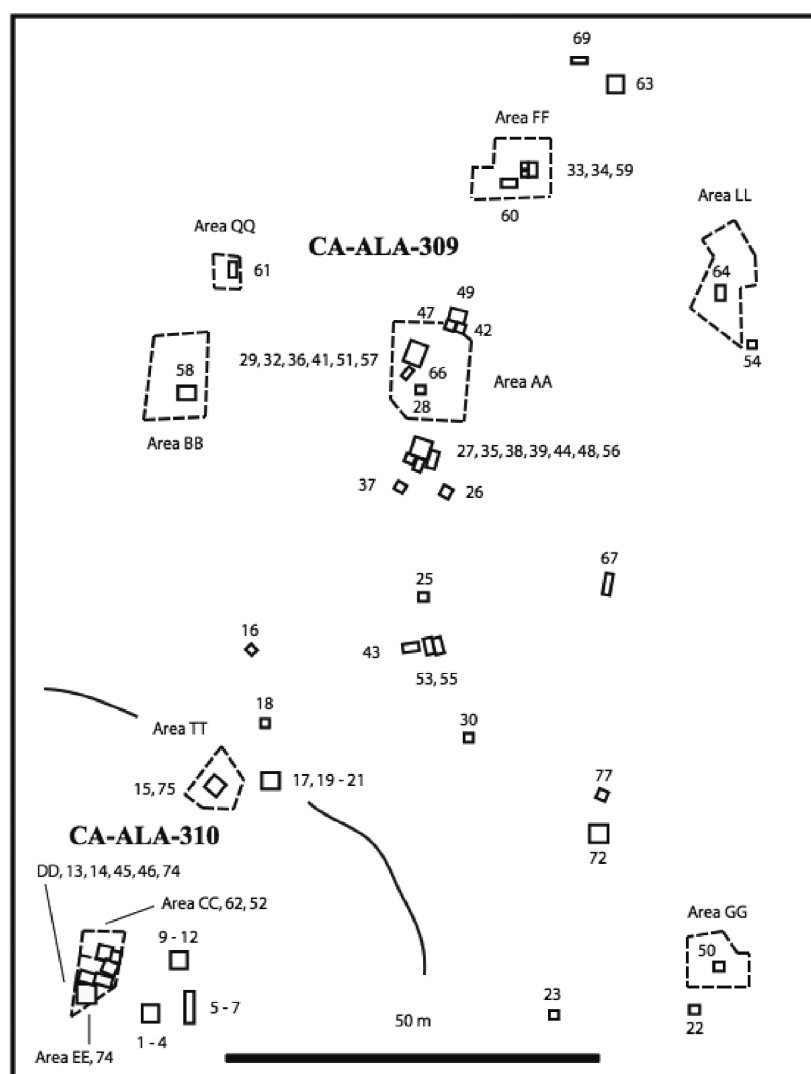 69
63
Area FF
33, 34, 59
60
Area LL
Area QQ
CA-ALA-309
61
64
49
47
42
29, 32, 36, 41, 51, 57
58
66
54
Area AA
28
Area BB
27, 35, 38, 39, 44, 48, 56
37
26
67
25
16
43
53, 55
18
30
Area TT
15, 75
17, 19 - 21
77
CA-ALA-310
72
DD, 13, 14, 45, 46, 74
Area CC, 62, 52
Area GG
9 - 12
50
5 - 7
23
50 m
22
1 - 4
Area EE, 74